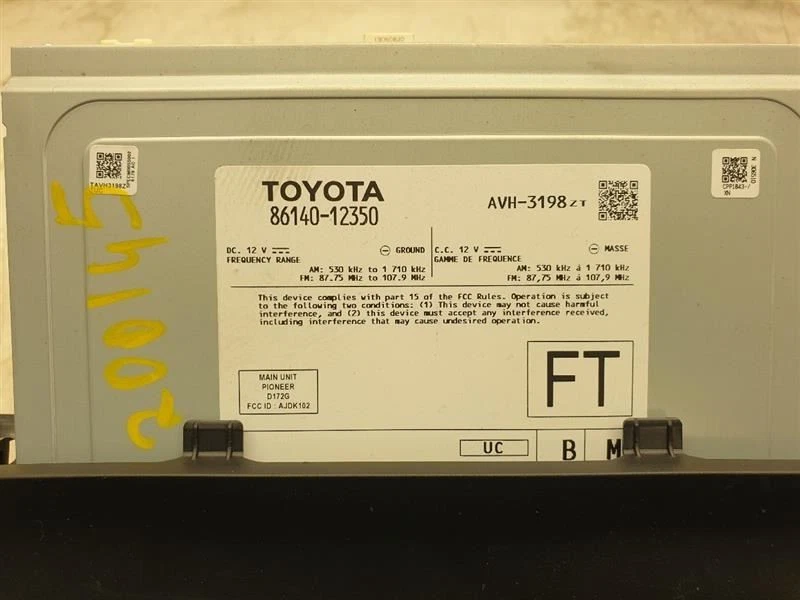 TAVH3198Z
TOYOTA
86140-12350
AVH-3198ZT
CPP1843-/
XN
DC. 12 V
GROUND
FREQUENCY RANGE
AM: 530 kHz to 1 710 kHz
FM: 87.75 MHz to 107.9 MHz
C.C. 12 V
MASSE
GAMME DE FREQUENCE
AM: 530 kHz à 1 710 kHz
FM: 87,75 MHz à 107,9 MHz
This device complies with part 15 of the FCC Rules. Operation is subject
to the following two conditions: (1) This device may not cause harmful
interference, and (2) this device must accept any interference received,
including interference that may cause undesired operation.
MAIN UNIT
PIONEER
D172G
FCC ID : AJDK102
FT
UC
B
M
200145